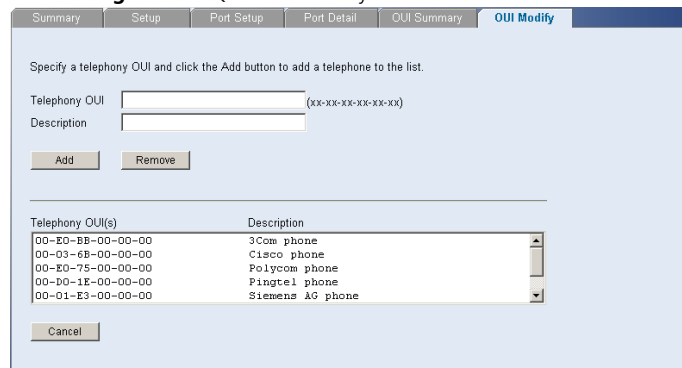 Summary Setup Port Setup Port Detail OUI Summary OUI Modify
Specify a telephony OUI and click the Add button to add a telephone to the list.
Telephony OUI (xx-xx-xx-xx-xx-xx)
Description
Add Remove
Telephony OUI(s) Description
00-E0-BB-00-00-00 3Com phone
00-03-6B-00-00-00 Cisco phone
00-E0-75-00-00-00 Polycom phone
00-D0-1E-00-00-00 Pingtel phone
00-01-E3-00-00-00 Siemens AG phone
Cancel